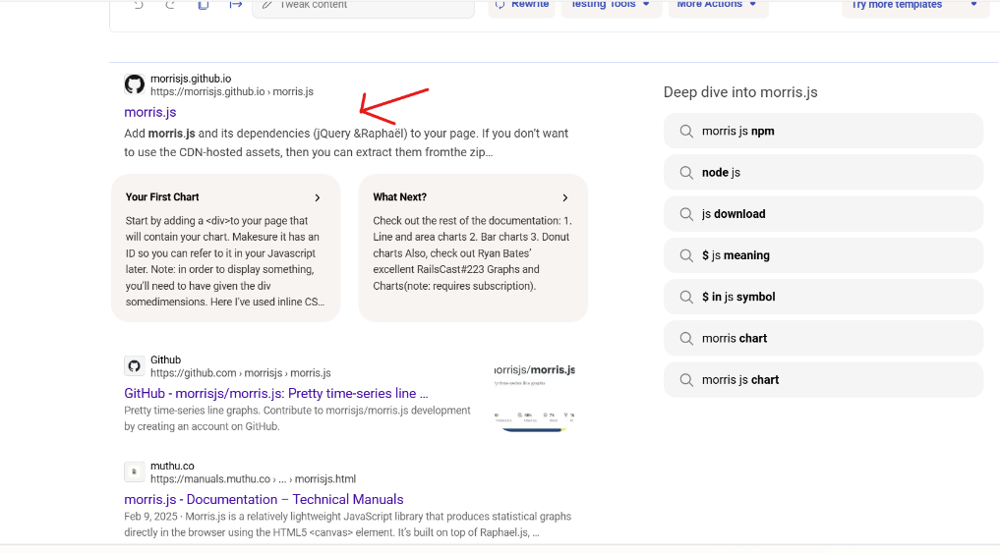 Tweak content
Rewrite
Testing Tools
More Actions
Try more templates
morrisjs.github.io
https://morrisjs.github.io › morris.js
morris.js
Add morris.js and its dependencies (jQuery &Raphaël) to your page. If you don’t want
to use the CDN-hosted assets, then you can extract them fromthe zip…
Your First Chart
Start by adding a <div>to your page that
will contain your chart. Makesure it has an
ID so you can refer to it in your Javascript
later. Note: in order to display something,
you’ll need to have given the div
somedimensions. Here I’ve used inline CS…
What Next?
Check out the rest of the documentation: 1.
Line and area charts 2. Bar charts 3. Donut
charts Also, check out Ryan Bates’
excellent RailsCast#223 Graphs and
Charts(note: requires subscription).
Github
https://github.com › morrisjs › morris.js
GitHub - morrisjs/morris.js: Pretty time-series line …
Pretty time-series line graphs. Contribute to morrisjs/morris.js development
by creating an account on GitHub.
orrisjs/morris.js
muthu.co
https://manuals.muthu.co › ... › morrisjs.html
morris.js - Documentation – Technical Manuals
Feb 9, 2025 · Morris.js is a relatively lightweight JavaScript library that produces statistical graphs
directly in the browser using the HTML5 <canvas> element. It’s built on top of Raphael.js, …
Deep dive into morris.js
morris js npm
node js
js download
$ js meaning
$ in js symbol
morris chart
morris js chart